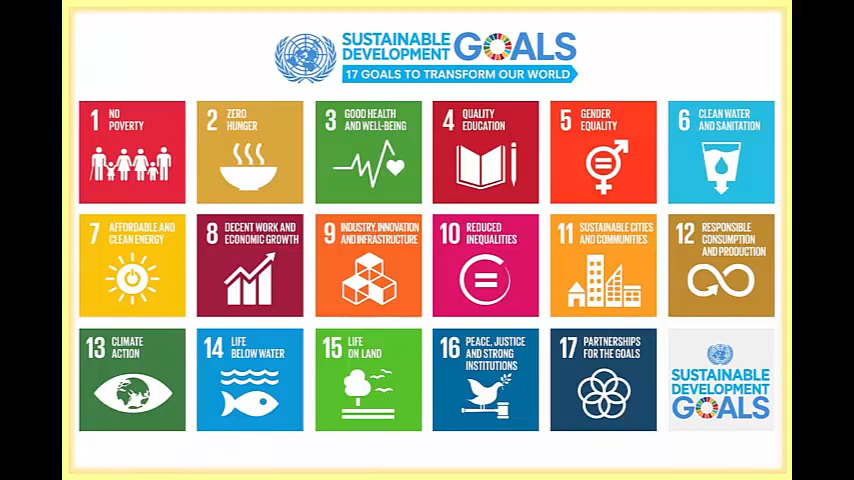 SUSTAINABLE
DEVELOPMENT
GOALS
17 GOALS TO TRANSFORM OUR WORLD
1 NO
POVERTY
2 ZERO
HUNGER
3 GOOD HEALTH
AND WELL-BEING
4 QUALITY
EDUCATION
5 GENDER
EQUALITY
6 CLEAN WATER
AND SANITATION
7 AFFORDABLE AND
CLEAN ENERGY
8 DECENT WORK AND
ECONOMIC GROWTH
9 INDUSTRY, INNOVATION
AND INFRASTRUCTURE
10 REDUCED
INEQUALITIES
11 SUSTAINABLE CITIES
AND COMMUNITIES
12 RESPONSIBLE
CONSUMPTION
AND PRODUCTION
13 CLIMATE
ACTION
14 LIFE
BELOW WATER
15 LIFE
ON LAND
16 PEACE, JUSTICE
AND STRONG
INSTITUTIONS
17 PARTNERSHIPS
FOR THE GOALS
SUSTAINABLE
DEVELOPMENT
GOALS